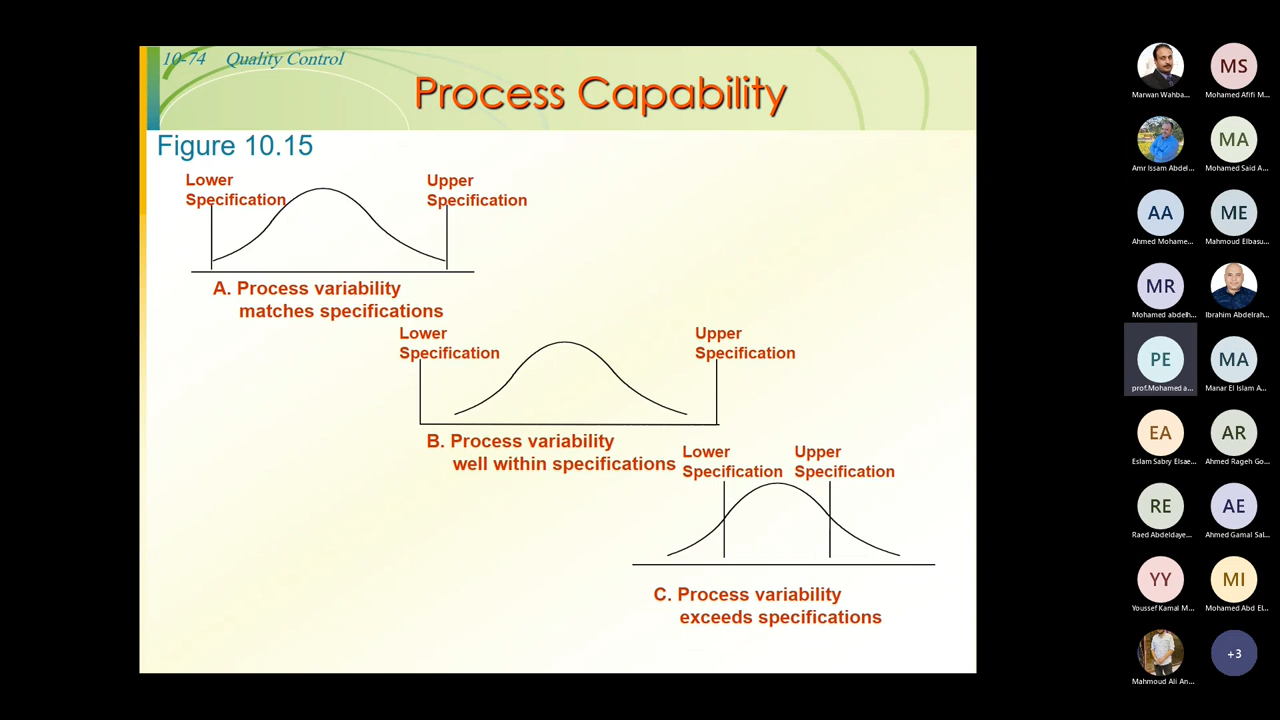 10-74 Quality Control
Process Capability
Figure 10.15
Lower
Specification
Upper
Specification
A. Process variability
matches specifications
Lower
Specification
Upper
Specification
B. Process variability
well within specifications
Lower
Specification
Upper
Specification
C. Process variability
exceeds specifications
Marwan Wahba...
MS
Mohamed Afifi M...
Amr Issam Abdel...
MA
Mohamed Said A...
AA
Ahmed Mohame...
ME
Mahmoud Elbasu...
MR
Mohamed abdelh...
Ibrahim Abdelrah...
PE
prof.Mohamed a...
MA
Manar El Islam A...
EA
Eslam Sabry Elsae...
AR
Ahmed Rageh Go...
RE
Raed Abdeldaye...
AE
Ahmed Gamal Sal...
YY
Youssef Kamal M...
MI
Mohamed Abd El...
Mahmoud Ali An...
+3